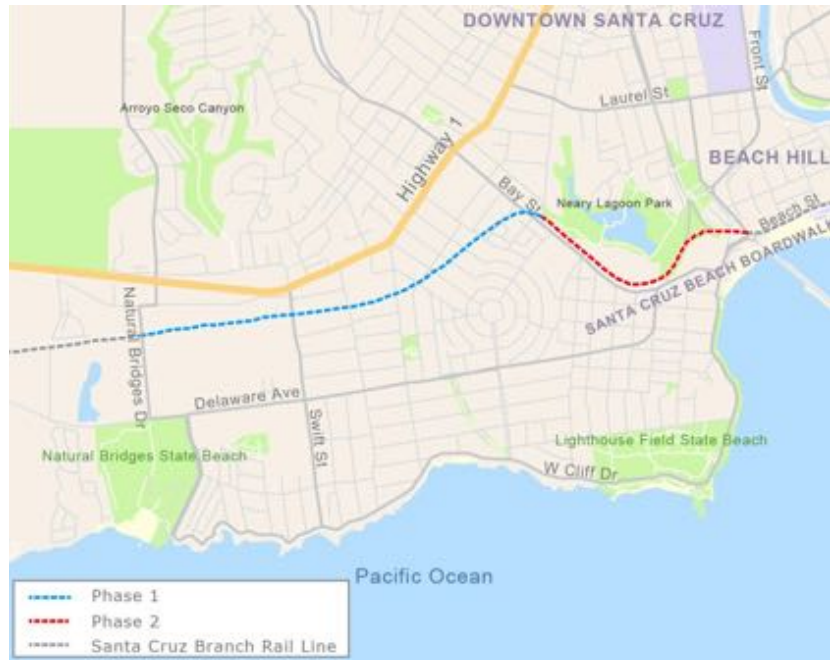 DOWNTOWN SANTA CRUZ
Front St
Laurel St
Arroyo Seco Canyon
Highway 1
BEACH HILL
Bay St
Neary Lagoon Park
Beach St
SANTA CRUZ BEACH BOARDWALK
Natural Bridges Dr
Delaware Ave
Swift St
Natural Bridges State Beach
Lighthouse Field State Beach
W Cliff Dr
Pacific Ocean
Phase 1
Phase 2
Santa Cruz Branch Rail Line